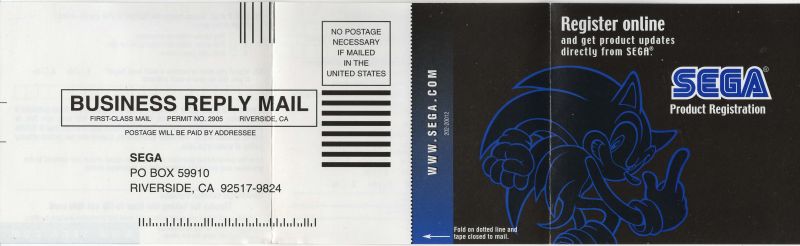 NO POSTAGE
NECESSARY
IF MAILED
IN THE
UNITED STATES
BUSINESS REPLY MAIL
FIRST-CLASS MAIL PERMIT NO. 2905 RIVERSIDE, CA
POSTAGE WILL BE PAID BY ADDRESSEE
SEGA
PO BOX 59910
RIVERSIDE, CA 92517-9824
WWW.SEGA.COM
202-20012
Register online
and get product updates
directly from SEGA®.
SEGA®
Product Registration
Fold on dotted line and
tape closed to mail.